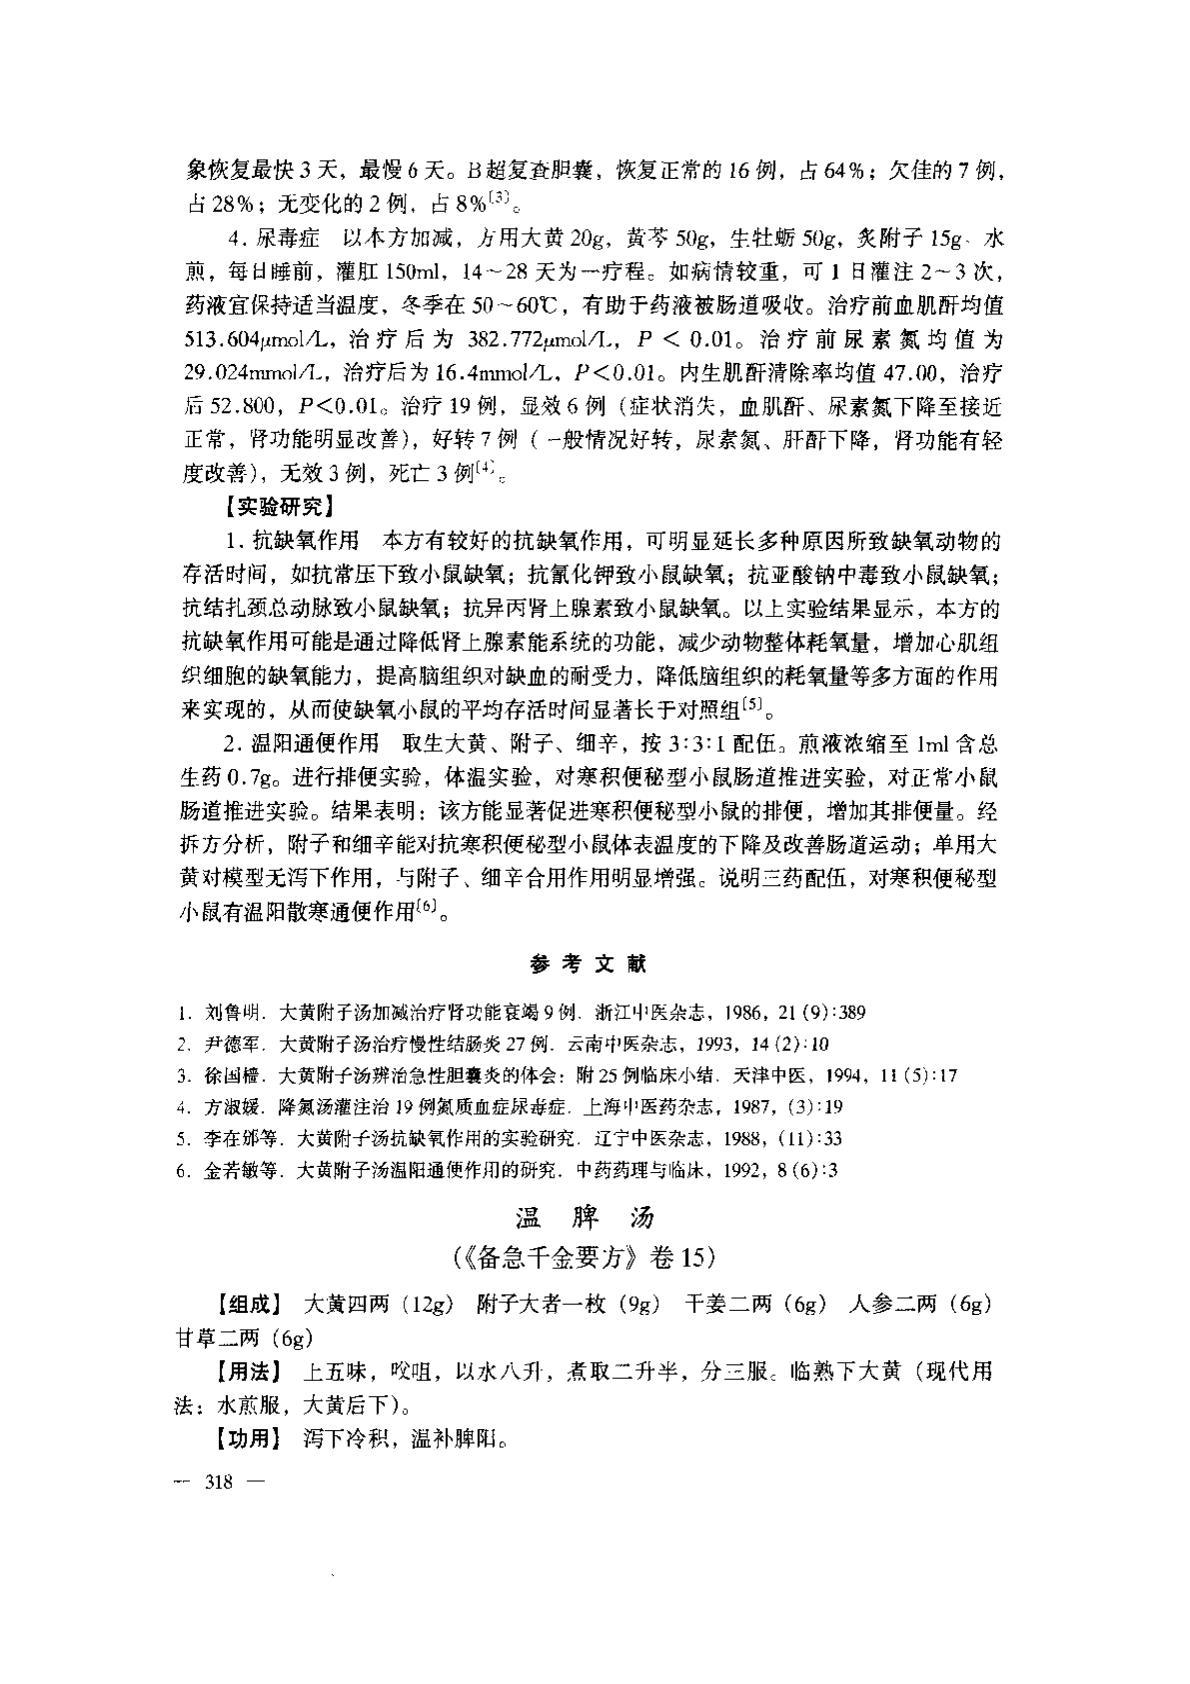 象恢复最快 3 天，最慢 6 天。B 超复查胆囊，恢复正常的 16 例，占 64%；欠佳的 7 例，
占 28%；无变化的 2 例，占 8%〔3〕。
4. 尿毒症　以本方加减，方用大黄 20g，黄芩 50g，生牡蛎 50g，炙附子 15g、水
煎，每日睡前，灌肛 150ml，14～28 天为一疗程。如病情较重，可 1 日灌注 2～3 次，
药液宜保持适当温度，冬季在 50～60℃，有助于药液被肠道吸收。治疗前血肌酐均值
513.604μmol/L，治疗后为 382.772μmol/L，P < 0.01。治疗前尿素氮均值为
29.024mmol/L，治疗后为 16.4mmol/L，P<0.01。内生肌酐清除率均值 47.00，治疗
后 52.800，P<0.01。治疗 19 例，显效 6 例（症状消失，血肌酐、尿素氮下降至接近
正常，肾功能明显改善），好转 7 例（一般情况好转，尿素氮、肝酐下降，肾功能有轻
度改善），无效 3 例，死亡 3 例〔4〕。
【实验研究】
1. 抗缺氧作用　本方有较好的抗缺氧作用，可明显延长多种原因所致缺氧动物的
存活时间，如抗常压下致小鼠缺氧；抗氰化钾致小鼠缺氧；抗亚酸钠中毒致小鼠缺氧；
抗结扎颈总动脉致小鼠缺氧；抗异丙肾上腺素致小鼠缺氧。以上实验结果显示，本方的
抗缺氧作用可能是通过降低肾上腺素能系统的功能，减少动物整体耗氧量，增加心肌组
织细胞的缺氧能力，提高脑组织对缺血的耐受力，降低脑组织的耗氧量等多方面的作用
来实现的，从而使缺氧小鼠的平均存活时间显著长于对照组〔5〕。
2. 温阳通便作用　取生大黄、附子、细辛，按 3:3:1 配伍。煎液浓缩至 1ml 含总
生药 0.7g。进行排便实验，体温实验，对寒积便秘型小鼠肠道推进实验，对正常小鼠
肠道推进实验。结果表明：该方能显著促进寒积便秘型小鼠的排便，增加其排便量。经
拆方分析，附子和细辛能对抗寒积便秘型小鼠体表温度的下降及改善肠道运动；单用大
黄对模型无泻下作用，与附子、细辛合用作用明显增强。说明三药配伍，对寒积便秘型
小鼠有温阳散寒通便作用〔6〕。
参 考 文 献
1. 刘鲁明. 大黄附子汤加减治疗肾功能衰竭 9 例. 浙江中医杂志，1986，21 (9):389
2. 尹德军. 大黄附子汤治疗慢性结肠炎 27 例. 云南中医杂志，1993，14 (2):10
3. 徐国橹. 大黄附子汤辨治急性胆囊炎的体会：附 25 例临床小结. 天津中医，1994，11 (5):17
4. 方淑媛. 降氮汤灌注治 19 例氮质血症尿毒症. 上海中医药杂志，1987，(3):19
5. 李在邠等. 大黄附子汤抗缺氧作用的实验研究. 辽宁中医杂志，1988，(11):33
6. 金若敏等. 大黄附子汤温阳通便作用的研究. 中药药理与临床，1992，8 (6):3
温 脾 汤
（《备急千金要方》卷 15）
【组成】　大黄四两（12g）　附子大者一枚（9g）　干姜二两（6g）　人参二两（6g）
甘草二两（6g）
【用法】　上五味，㕮咀，以水八升，煮取二升半，分三服。临熟下大黄（现代用
法：水煎服，大黄后下）。
【功用】　泻下冷积，温补脾阳。
— 318 —